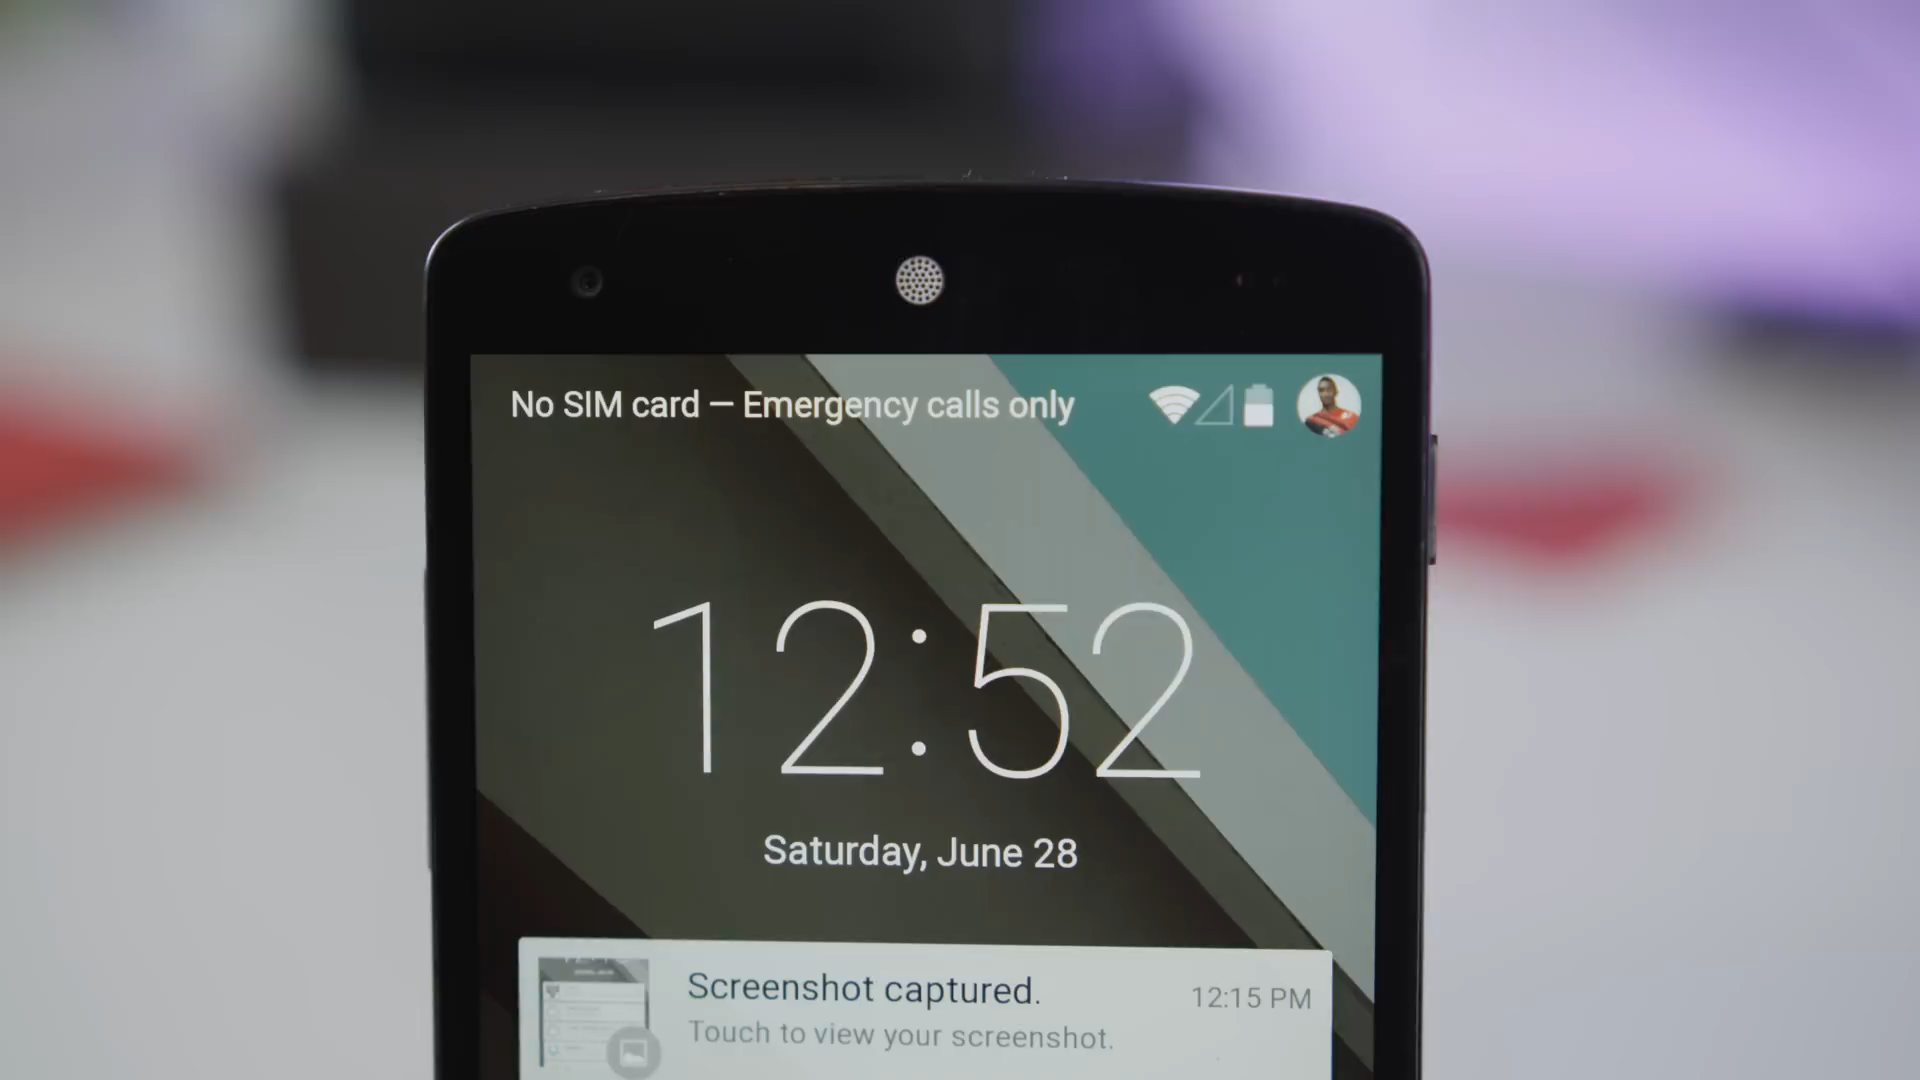 No SIM card — Emergency calls only
12:52
Saturday, June 28
Screenshot captured.
12:15 PM
Touch to view your screenshot.